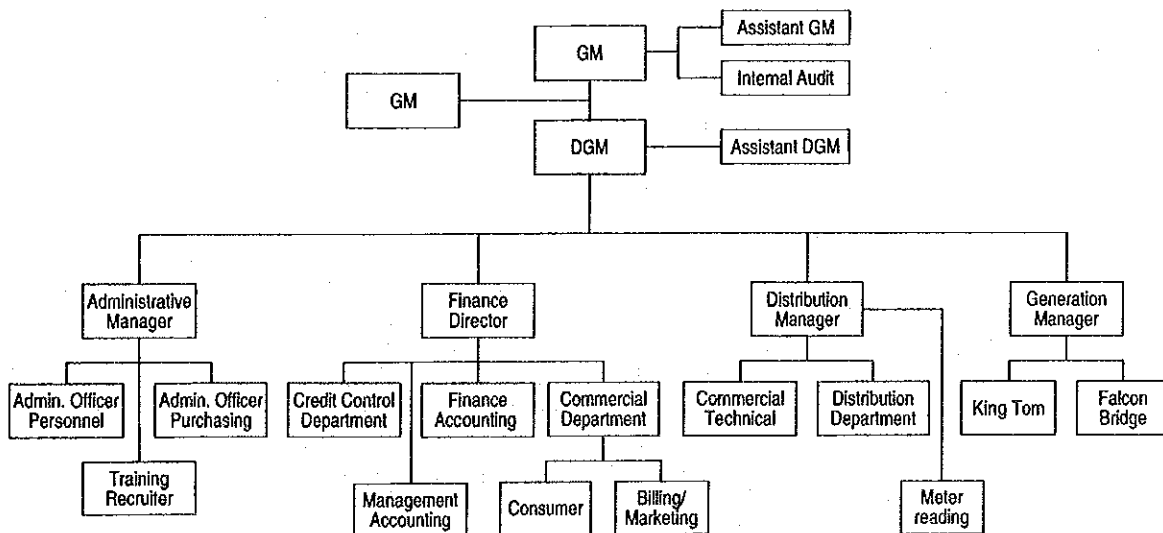 Assistant GM
GM
Internal Audit
GM
DGM
Assistant DGM
Administrative
Manager
Finance
Director
Distribution
Manager
Generation
Manager
Admin. Officer
Personnel
Admin. Officer
Purchasing
Credit Control
Department
Finance
Accounting
Commercial
Department
Commercial
Technical
Distribution
Department
King Tom
Falcon
Bridge
Training
Recruiter
Management
Accounting
Consumer
Billing/
Marketing
Meter
reading